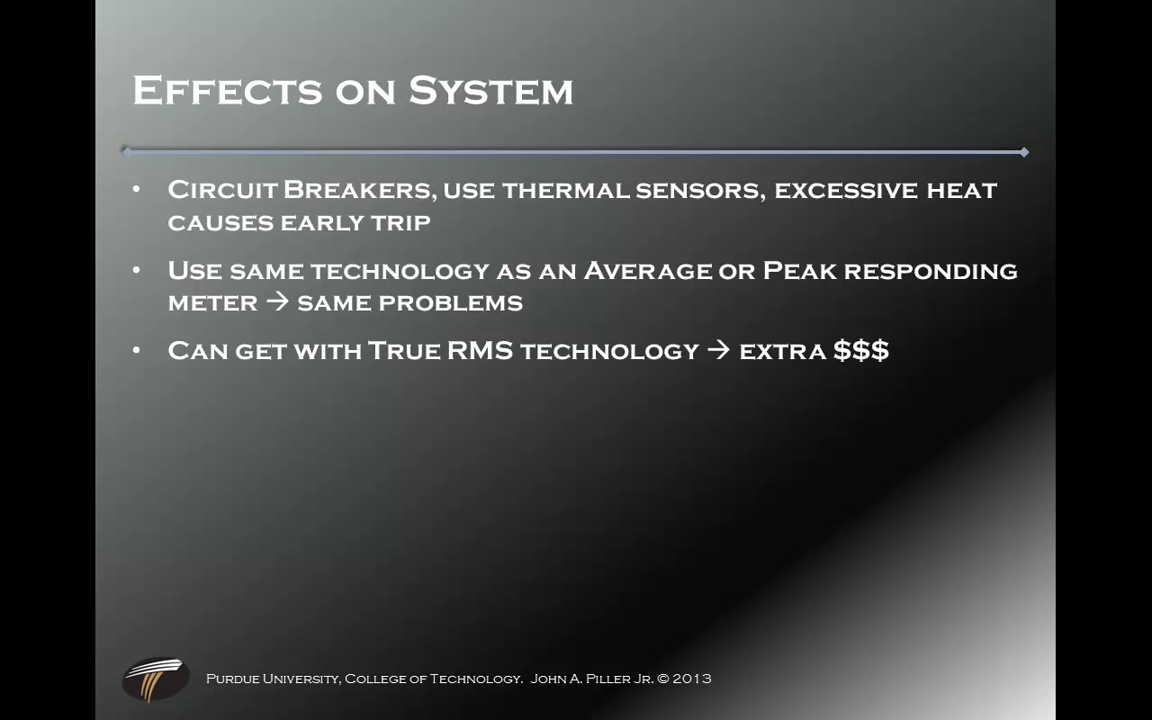 Effects on System
• Circuit Breakers, use thermal sensors, excessive heat
causes early trip
• Use same technology as an Average or Peak responding
meter → same problems
• Can get with True RMS technology → extra $$$
Purdue University, College of Technology. John A. Piller Jr. © 2013